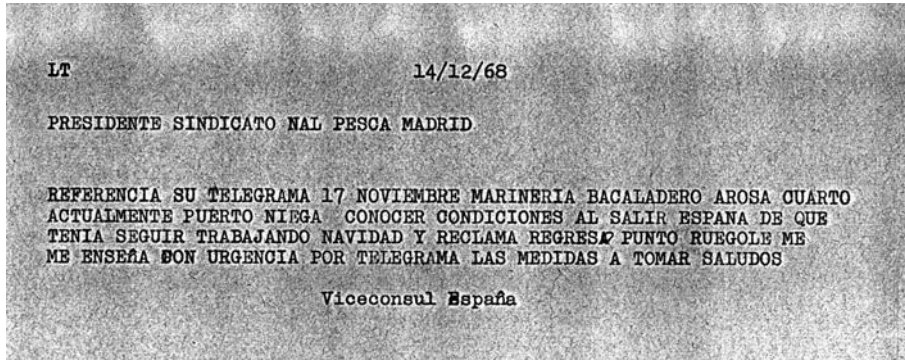 LT 14/12/68
PRESIDENTE SINDICATO NAL PESCA MADRID
REFERENCIA SU TELEGRAMA 17 NOVIEMBRE MARINERIA BACALADERO AROSA CUARTO
ACTUALMENTE PUERTO NIEGA CONOCER CONDICIONES AL SALIR ESPANA DE QUE
TENIA SEGUIR TRABAJANDO NAVIDAD Y RECLAMA REGRESAR PUNTO RUEGOLE ME
ME ENSEñA CON URGENCIA POR TELEGRAMA LAS MEDIDAS A TOMAR SALUDOS
Viceconsul España